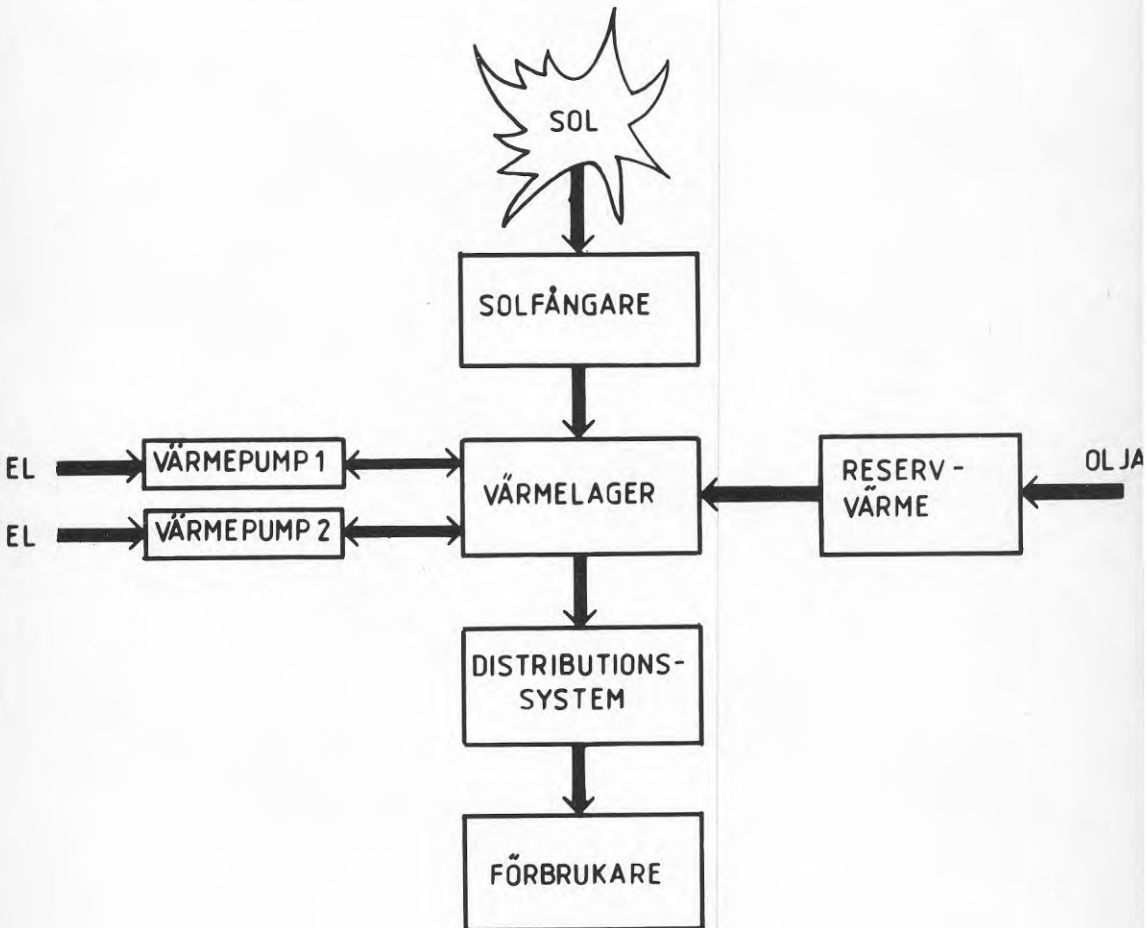 SOL
SOLFÅNGARE
EL
VÄRMEPUMP 1
VÄRMELAGER
RESERV-
VÄRME
OLJA
EL
VÄRMEPUMP 2
DISTRIBUTIONS-
SYSTEM
FÖRBRUKARE